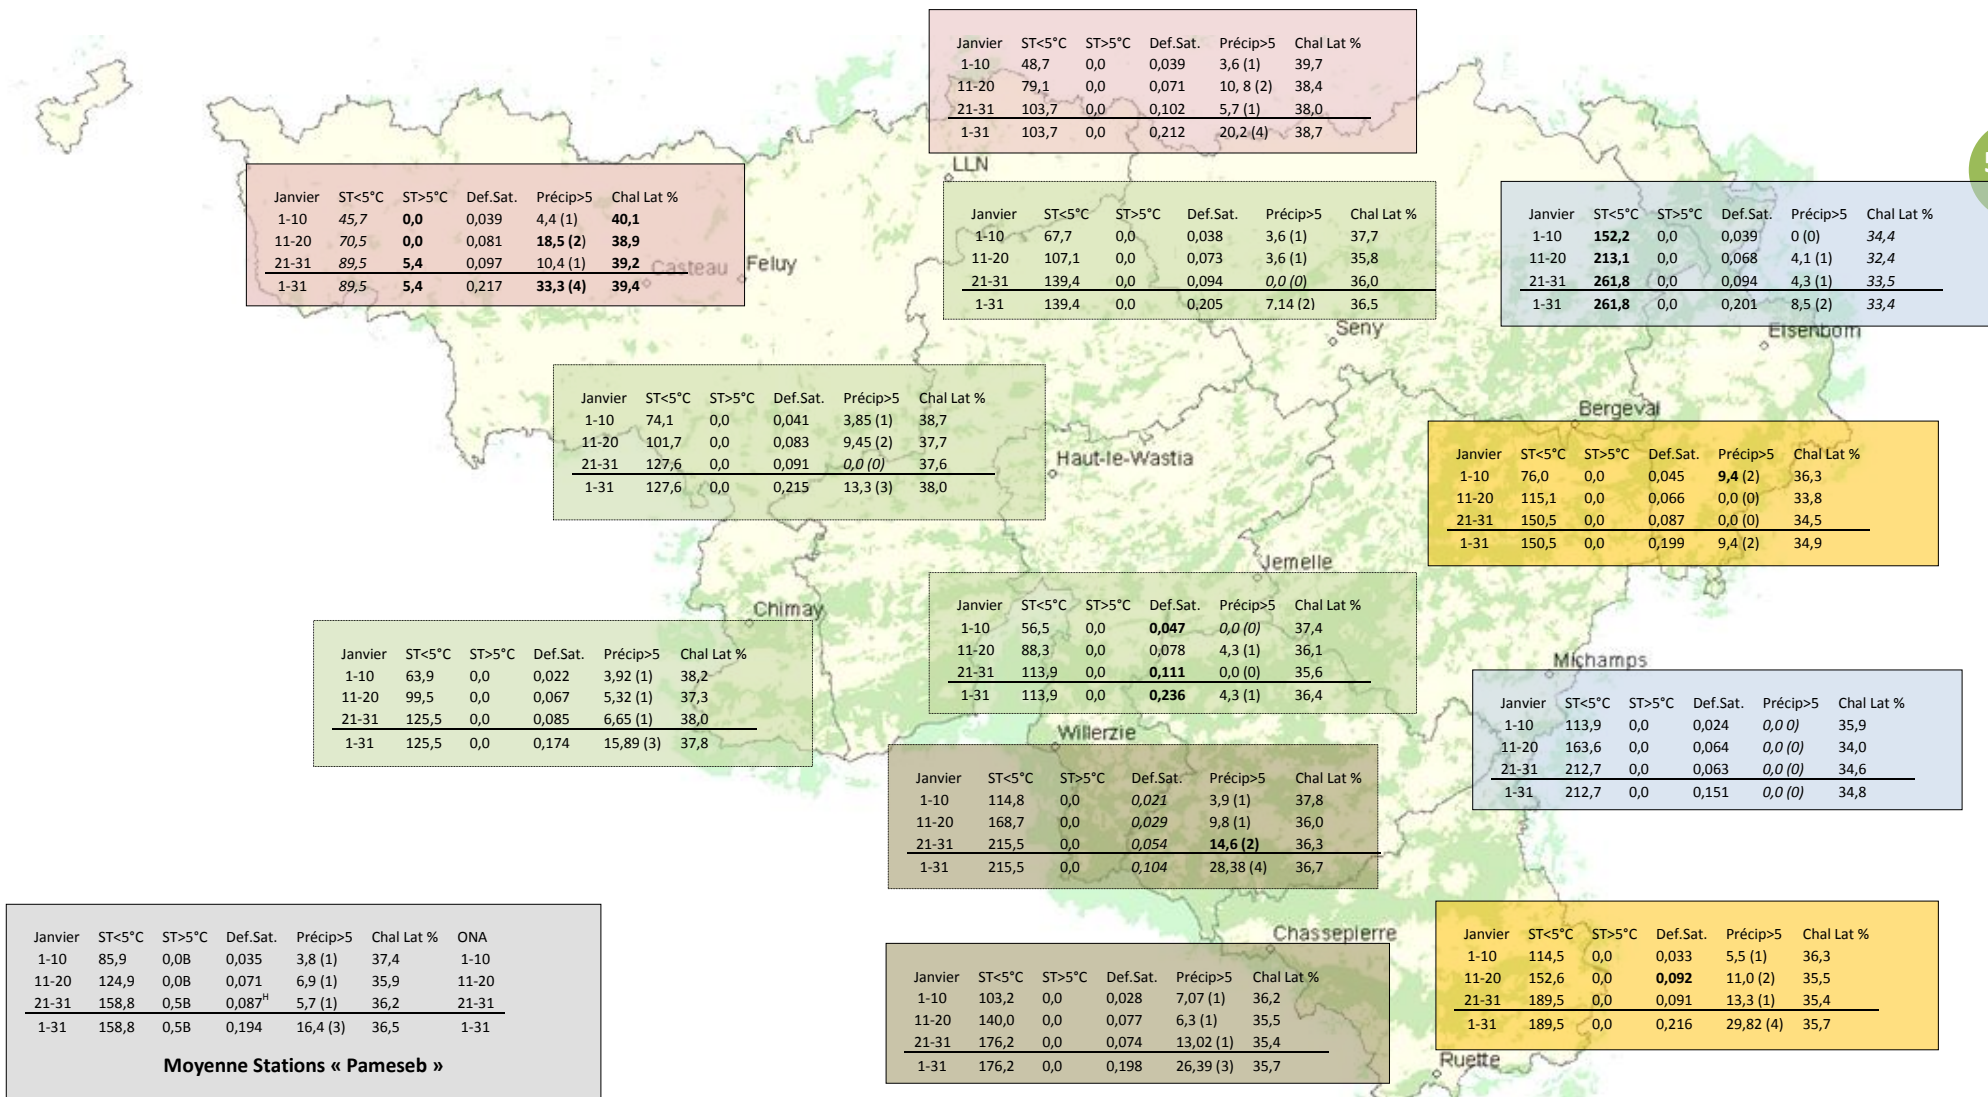 Janvier ST<5°C ST>5°C Def.Sat. Précip>5 Chal Lat %
1-10 48,7 0,0 0,039 3,6 (1) 39,7
11-20 79,1 0,0 0,071 10, 8 (2) 38,4
21-31 103,7 0,0 0,102 5,7 (1) 38,0
1-31 103,7 0,0 0,212 20,2 (4) 38,7
LLN
Janvier ST<5°C ST>5°C Def.Sat. Précip>5 Chal Lat %
1-10 45,7 0,0 0,039 4,4 (1) 40,1
11-20 70,5 0,0 0,081 18,5 (2) 38,9
21-31 89,5 5,4 0,097 10,4 (1) 39,2
1-31 89,5 5,4 0,217 33,3 (4) 39,4
Casteau Feluy
Janvier ST<5°C ST>5°C Def.Sat. Précip>5 Chal Lat %
1-10 67,7 0,0 0,038 3,6 (1) 37,7
11-20 107,1 0,0 0,073 3,6 (1) 35,8
21-31 139,4 0,0 0,094 0,0 (0) 36,0
1-31 139,4 0,0 0,205 7,14 (2) 36,5
Seny
5
Janvier ST<5°C ST>5°C Def.Sat. Précip>5 Chal Lat %
1-10 152,2 0,0 0,039 0 (0) 34,4
11-20 213,1 0,0 0,068 4,1 (1) 32,4
21-31 261,8 0,0 0,094 4,3 (1) 33,5
1-31 261,8 0,0 0,201 8,5 (2) 33,4
Elsenborn
Janvier ST<5°C ST>5°C Def.Sat. Précip>5 Chal Lat %
1-10 74,1 0,0 0,041 3,85 (1) 38,7
11-20 101,7 0,0 0,083 9,45 (2) 37,7
21-31 127,6 0,0 0,091 0,0 (0) 37,6
1-31 127,6 0,0 0,215 13,3 (3) 38,0
Haut-le-Wastia
Bergeval
Janvier ST<5°C ST>5°C Def.Sat. Précip>5 Chal Lat %
1-10 76,0 0,0 0,045 9,4 (2) 36,3
11-20 115,1 0,0 0,066 0,0 (0) 33,8
21-31 150,5 0,0 0,087 0,0 (0) 34,5
1-31 150,5 0,0 0,199 9,4 (2) 34,9
Jemelle
Janvier ST<5°C ST>5°C Def.Sat. Précip>5 Chal Lat %
1-10 56,5 0,0 0,047 0,0 (0) 37,4
11-20 88,3 0,0 0,078 4,3 (1) 36,1
21-31 113,9 0,0 0,111 0,0 (0) 35,6
1-31 113,9 0,0 0,236 4,3 (1) 36,4
Chimay
Janvier ST<5°C ST>5°C Def.Sat. Précip>5 Chal Lat %
1-10 63,9 0,0 0,022 3,92 (1) 38,2
11-20 99,5 0,0 0,067 5,32 (1) 37,3
21-31 125,5 0,0 0,085 6,65 (1) 38,0
1-31 125,5 0,0 0,174 15,89 (3) 37,8
Michamps
Janvier ST<5°C ST>5°C Def.Sat. Précip>5 Chal Lat %
1-10 113,9 0,0 0,024 0,0 0) 35,9
11-20 163,6 0,0 0,064 0,0 (0) 34,0
21-31 212,7 0,0 0,063 0,0 (0) 34,6
1-31 212,7 0,0 0,151 0,0 (0) 34,8
Willerzie
Janvier ST<5°C ST>5°C Def.Sat. Précip>5 Chal Lat %
1-10 114,8 0,0 0,021 3,9 (1) 37,8
11-20 168,7 0,0 0,029 9,8 (1) 36,0
21-31 215,5 0,0 0,054 14,6 (2) 36,3
1-31 215,5 0,0 0,104 28,38 (4) 36,7
Janvier ST<5°C ST>5°C Def.Sat. Précip>5 Chal Lat % ONA
1-10 85,9 0,0B 0,035 3,8 (1) 37,4 1-10
11-20 124,9 0,0B 0,071 6,9 (1) 35,9 11-20
21-31 158,8 0,5B 0,087ᴴ 5,7 (1) 36,2 21-31
1-31 158,8 0,5B 0,194 16,4 (3) 36,5 1-31
Moyenne Stations « Pameseb »
Chassepierre
Janvier ST<5°C ST>5°C Def.Sat. Précip>5 Chal Lat %
1-10 103,2 0,0 0,028 7,07 (1) 36,2
11-20 140,0 0,0 0,077 6,3 (1) 35,5
21-31 176,2 0,0 0,074 13,02 (1) 35,4
1-31 176,2 0,0 0,198 26,39 (3) 35,7
Janvier ST<5°C ST>5°C Def.Sat. Précip>5 Chal Lat %
1-10 114,5 0,0 0,033 5,5 (1) 36,3
11-20 152,6 0,0 0,092 11,0 (2) 35,5
21-31 189,5 0,0 0,091 13,3 (1) 35,4
1-31 189,5 0,0 0,216 29,82 (4) 35,7
Ruette